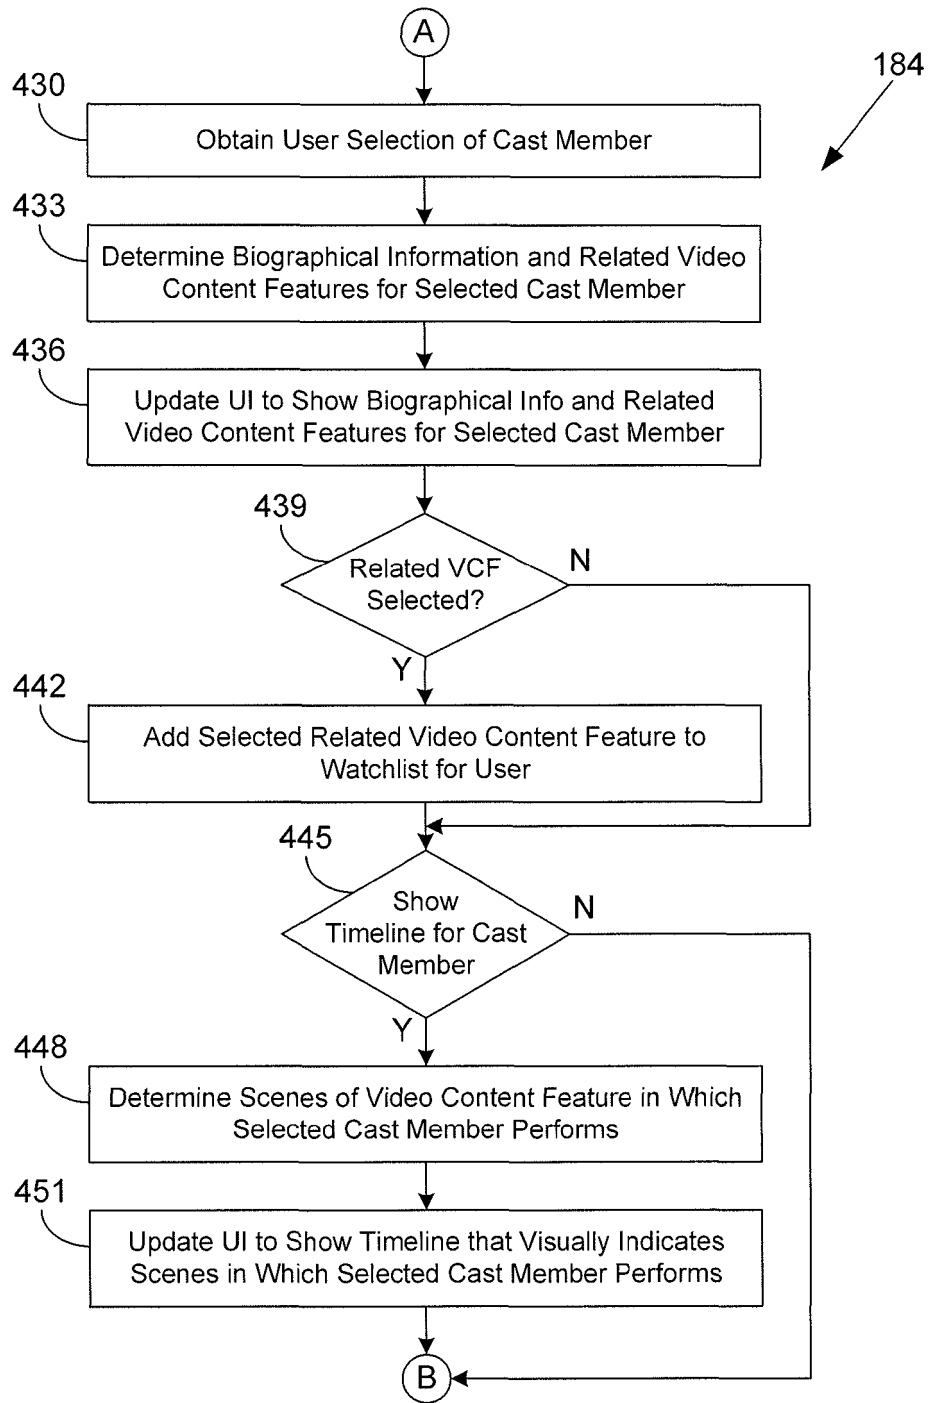 A
184
430
Obtain User Selection of Cast Member
433
Determine Biographical Information and Related Video
Content Features for Selected Cast Member
436
Update UI to Show Biographical Info and Related
Video Content Features for Selected Cast Member
439
Related VCF
Selected?
N
Y
442
Add Selected Related Video Content Feature to
Watchlist for User
445
Show
Timeline for Cast
Member
N
Y
448
Determine Scenes of Video Content Feature in Which
Selected Cast Member Performs
451
Update UI to Show Timeline that Visually Indicates
Scenes in Which Selected Cast Member Performs
B